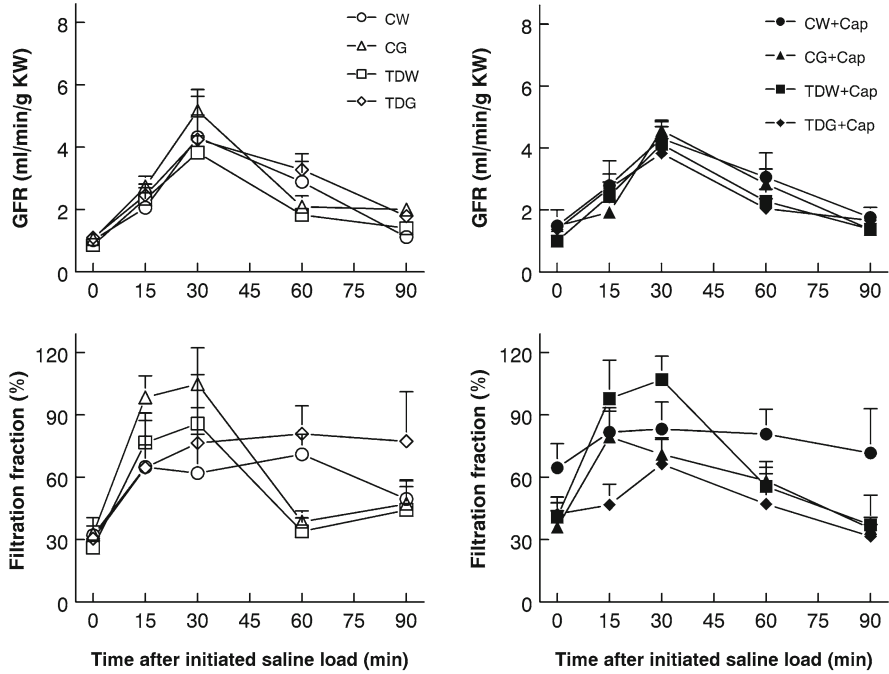 8
6
4
2
0
GFR (ml/min/g KW)
CW
CG
TDW
TDG
0 15 30 45 60 75 90
8
6
4
2
0
GFR (ml/min/g KW)
CW+Cap
CG+Cap
TDW+Cap
TDG+Cap
0 15 30 45 60 75 90
120
90
60
30
0
Filtration fraction (%)
0 15 30 45 60 75 90
Time after initiated saline load (min)
120
90
60
30
0
Filtration fraction (%)
0 15 30 45 60 75 90
Time after initiated saline load (min)